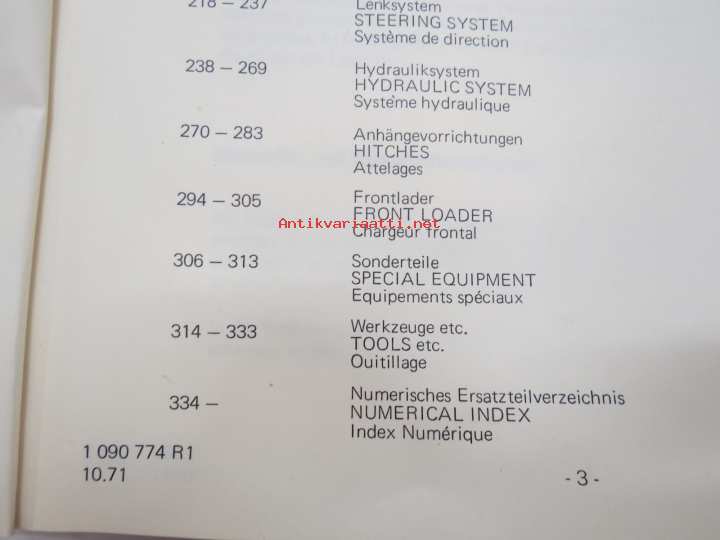 218 – 237 Lenksystem
STEERING SYSTEM
Système de direction
238 – 269 Hydrauliksystem
HYDRAULIC SYSTEM
Système hydraulique
270 – 283 Anhängevorrichtungen
HITCHES
Attelages
294 – 305 Frontlader
FRONT LOADER
Antikvariaatti.net
Chargeur frontal
306 – 313 Sonderteile
SPECIAL EQUIPMENT
Equipements spéciaux
314 – 333 Werkzeuge etc.
TOOLS etc.
Ouitillage
334 – Numerisches Ersatzteilverzeichnis
NUMERICAL INDEX
Index Numérique
1 090 774 R1
10.71 - 3 -